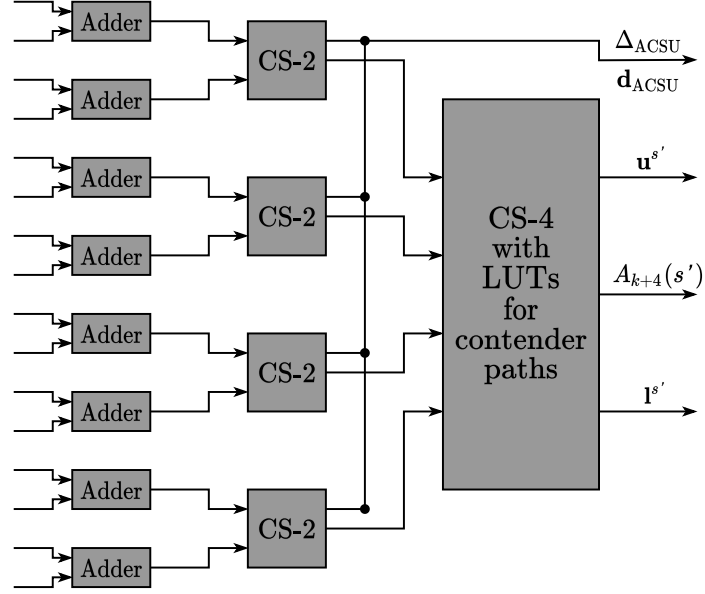 Adder
CS-2
Δ_ACSU
d_ACSU
Adder
u^s'
Adder
CS-2
CS-4
with
LUTs
for
contender
paths
Adder
A_{k+4}(s')
Adder
CS-2
Adder
l^s'
Adder
CS-2
Adder